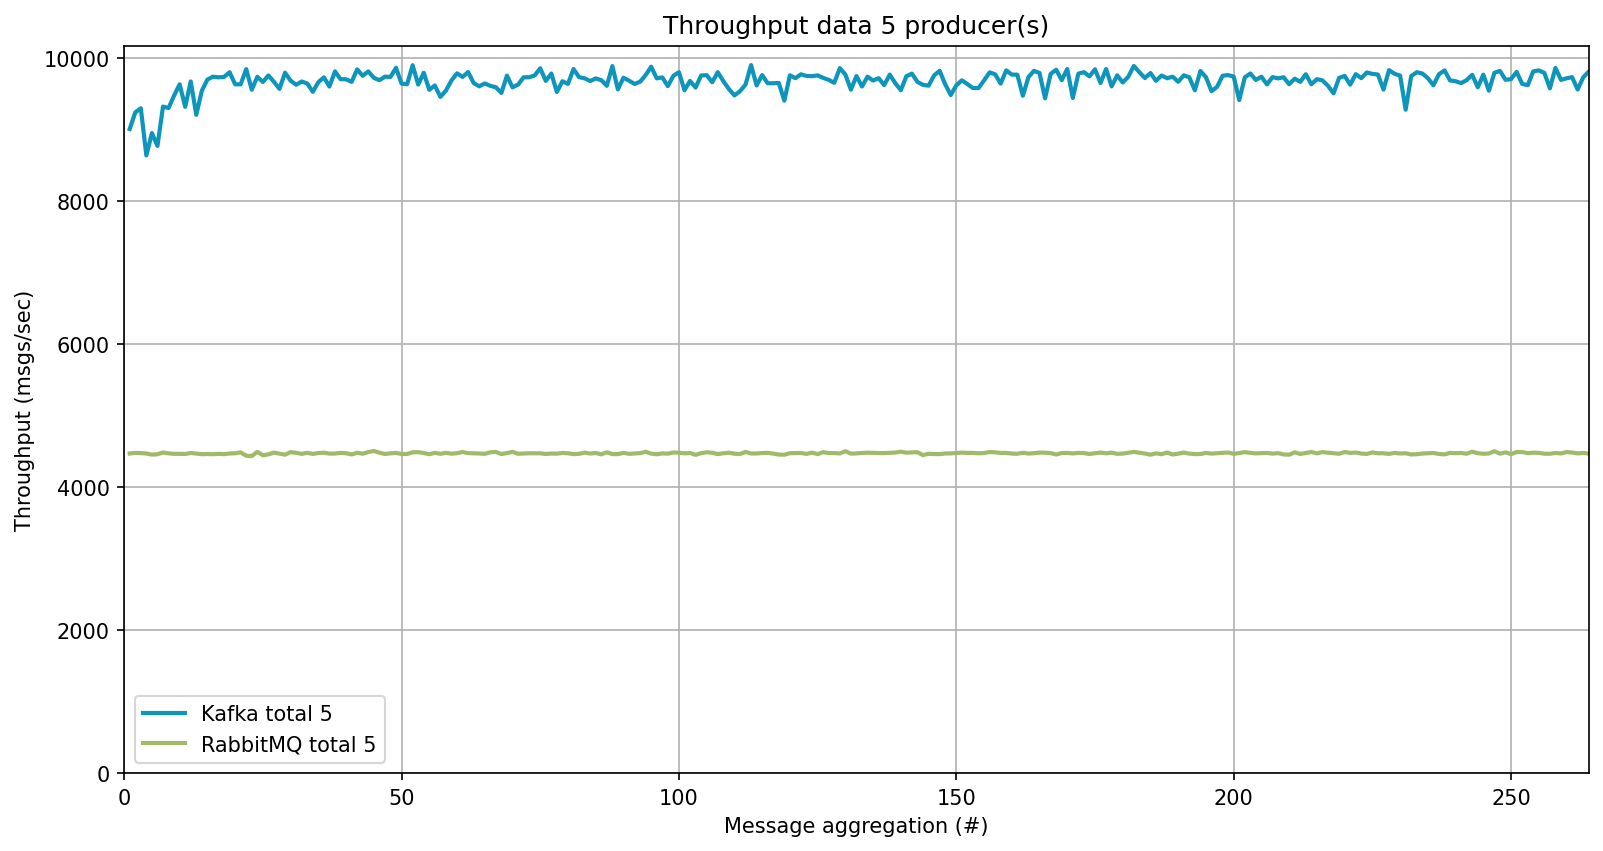 Throughput data 5 producer(s)
Throughput (msgs/sec)
10000
8000
6000
4000
2000
0
Kafka total 5
RabbitMQ total 5
0 50 100 150 200 250
Message aggregation (#)